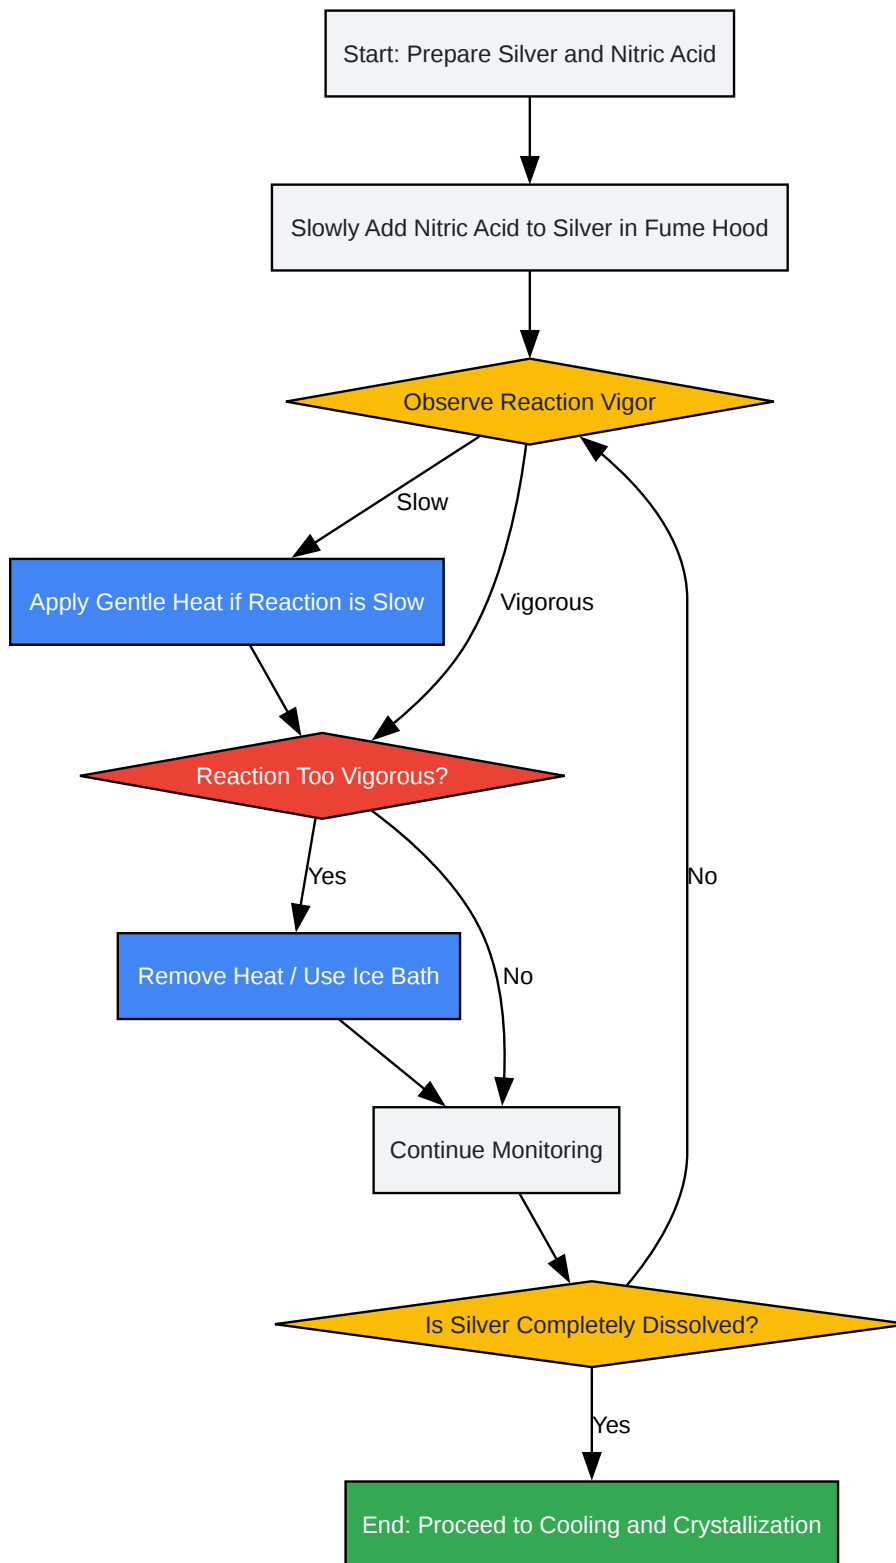 Start: Prepare Silver and Nitric Acid
Slowly Add Nitric Acid to Silver in Fume Hood
Observe Reaction Vigor
Slow
Apply Gentle Heat if Reaction is Slow
Vigorous
Reaction Too Vigorous?
Yes
No
Remove Heat / Use Ice Bath
No
Continue Monitoring
Is Silver Completely Dissolved?
Yes
End: Proceed to Cooling and Crystallization